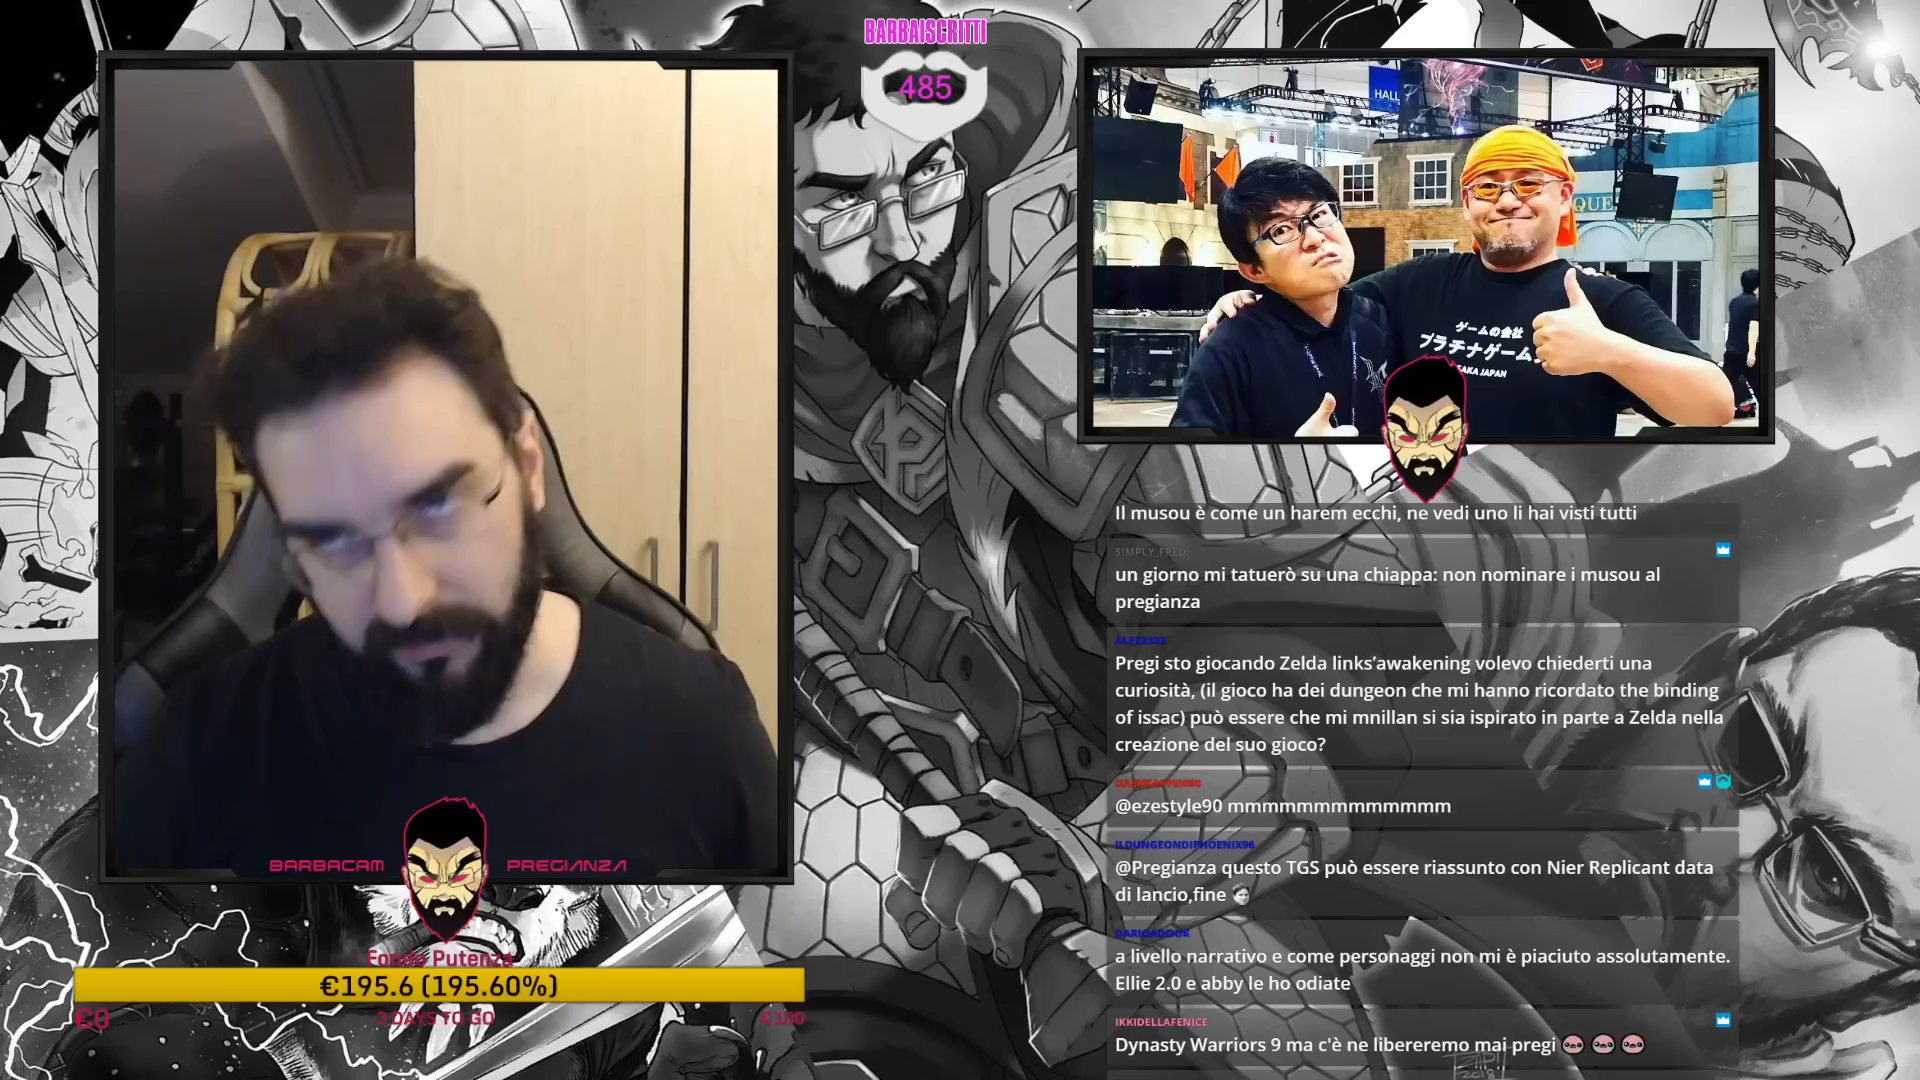 BARBAISCRITTI
485
HALL
QUE
ゲームの会社
プラチナゲーム
SAKA JAPAN
Il musou è come un harem ecchi, ne vedi uno li hai visti tutti
SIMPLY_FRED
un giorno mi tatuerò su una chiappa: non nominare i musou al
pregianza
ALE22332
Pregi sto giocando Zelda links’awakening volevo chiederti una
curiosità, (il gioco ha dei dungeon che mi hanno ricordato the binding
of issac) può essere che mi mnillan si sia ispirato in parte a Zelda nella
creazione del suo gioco?
@ezestyle90 mmmmmmmmmmmmm
ILDUNGEONDIPHOENIX96
@Pregianza questo TGS può essere riassunto con Nier Replicant data
di lancio,fine
DARIOADDOK
a livello narrativo e come personaggi non mi è piaciuto assolutamente.
Ellie 2.0 e abby le ho odiate
IKKIDELLAFENICE
Dynasty Warriors 9 ma c'è ne libereremo mai pregi
BARBACAM PREGIANZA
Fondo Putenza
€195.6 (195.60%)
€0 3 DAYS TO GO €100